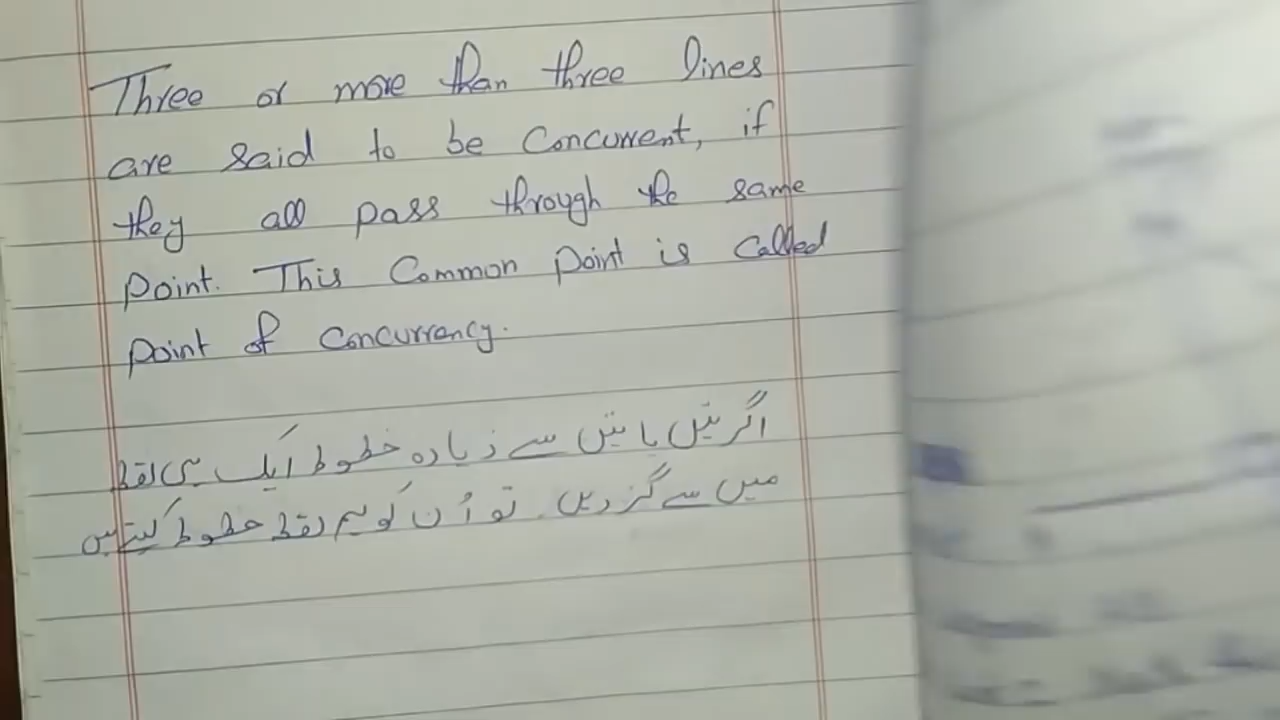 Three or more than three lines
are said to be Concurrent, if
they all pass through the same
Point. This Common point is Called
point of Concurrency.
اگر تین یا تین سے زیادہ خطوط ایک ہی نقطہ
میں سے گزریں تو اُن کو ہم نقطہ خطوط کہتے ہیں